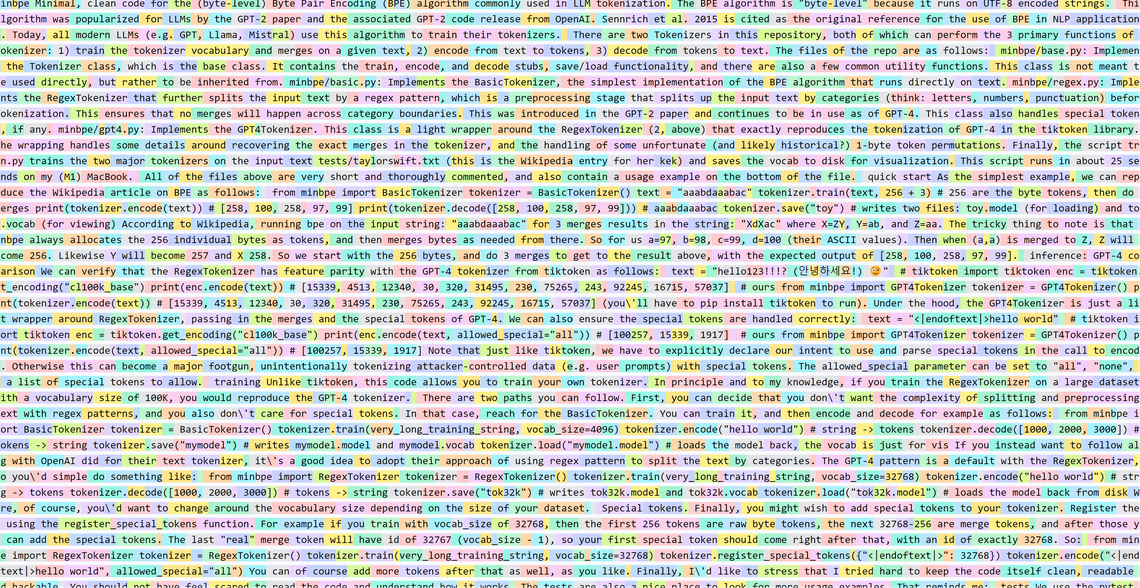 inbpe Minimal, clean code for the (byte-level) Byte Pair Encoding (BPE) algorithm commonly used in LLM tokenization. The BPE algorithm is "byte-level" because it runs on UTF-8 encoded strings. Thi
lgorithm was popularized for LLMs by the GPT-2 paper and the associated GPT-2 code release from OpenAI. Sennrich et al. 2015 is cited as the original reference for the use of BPE in NLP application
. Today, all modern LLMs (e.g. GPT, Llama, Mistral) use this algorithm to train their tokenizers. There are two Tokenizers in this repository, both of which can perform the 3 primary functions of
okenizer: 1) train the tokenizer vocabulary and merges on a given text, 2) encode from text to tokens, 3) decode from tokens to text. The files of the repo are as follows: minbpe/base.py: Implemen
the Tokenizer class, which is the base class. It contains the train, encode, and decode stubs, save/load functionality, and there are also a few common utility functions. This class is not meant t
e used directly, but rather to be inherited from. minbpe/basic.py: Implements the BasicTokenizer, the simplest implementation of the BPE algorithm that runs directly on text. minbpe/regex.py: Imple
nts the RegexTokenizer that further splits the input text by a regex pattern, which is a preprocessing stage that splits up the input text by categories (think: letters, numbers, punctuation) befor
okenization. This ensures that no merges will happen across category boundaries. This was introduced in the GPT-2 paper and continues to be in use as of GPT-4. This class also handles special token
, if any. minbpe/gpt4.py: Implements the GPT4Tokenizer. This class is a light wrapper around the RegexTokenizer (2, above) that exactly reproduces the tokenization of GPT-4 in the tiktoken library.
he wrapping handles some details around recovering the exact merges in the tokenizer, and the handling of some unfortunate (and likely historical?) 1-byte token permutations. Finally, the script tr
n.py trains the two major tokenizers on the input text tests/taylorswift.txt (this is the Wikipedia entry for her kek) and saves the vocab to disk for visualization. This script runs in about 25 se
nds on my (M1) MacBook. All of the files above are very short and thoroughly commented, and also contain a usage example on the bottom of the file. quick start As the simplest example, we can rep
duce the Wikipedia article on BPE as follows: from minbpe import BasicTokenizer tokenizer = BasicTokenizer() text = "aaabdaaabac" tokenizer.train(text, 256 + 3) # 256 are the byte tokens, then do
erges print(tokenizer.encode(text)) # [258, 100, 258, 97, 99] print(tokenizer.decode([258, 100, 258, 97, 99])) # aaabdaaabac tokenizer.save("toy") # writes two files: toy.model (for loading) and to
.vocab (for viewing) According to Wikipedia, running bpe on the input string: "aaabdaaabac" for 3 merges results in the string: "XdXac" where X=ZY, Y=ab, and Z=aa. The tricky thing to note is that
nbpe always allocates the 256 individual bytes as tokens, and then merges bytes as needed from there. So for us a=97, b=98, c=99, d=100 (their ASCII values). Then when (a,a) is merged to Z, Z will
come 256. Likewise Y will become 257 and X 258. So we start with the 256 bytes, and do 3 merges to get to the result above, with the expected output of [258, 100, 258, 97, 99]. inference: GPT-4 co
arison We can verify that the RegexTokenizer has feature parity with the GPT-4 tokenizer from tiktoken as follows: text = "hello123!!!? (안녕하세요!) 😉" # tiktoken import tiktoken enc = tiktoken
t_encoding("cl100k_base") print(enc.encode(text)) # [15339, 4513, 12340, 30, 320, 31495, 230, 75265, 243, 92245, 16715, 57037] # ours from minbpe import GPT4Tokenizer tokenizer = GPT4Tokenizer() p
nt(tokenizer.encode(text)) # [15339, 4513, 12340, 30, 320, 31495, 230, 75265, 243, 92245, 16715, 57037] (you\'ll have to pip install tiktoken to run). Under the hood, the GPT4Tokenizer is just a li
t wrapper around RegexTokenizer, passing in the merges and the special tokens of GPT-4. We can also ensure the special tokens are handled correctly: text = "<|endoftext|>hello world" # tiktoken i
ort tiktoken enc = tiktoken.get_encoding("cl100k_base") print(enc.encode(text, allowed_special="all")) # [100257, 15339, 1917] # ours from minbpe import GPT4Tokenizer tokenizer = GPT4Tokenizer() p
nt(tokenizer.encode(text, allowed_special="all")) # [100257, 15339, 1917] Note that just like tiktoken, we have to explicitly declare our intent to use and parse special tokens in the call to encod
. Otherwise this can become a major footgun, unintentionally tokenizing attacker-controlled data (e.g. user prompts) with special tokens. The allowed_special parameter can be set to "all", "none",
a list of special tokens to allow. training Unlike tiktoken, this code allows you to train your own tokenizer. In principle and to my knowledge, if you train the RegexTokenizer on a large dataset
ith a vocabulary size of 100K, you would reproduce the GPT-4 tokenizer. There are two paths you can follow. First, you can decide that you don\'t want the complexity of splitting and preprocessing
ext with regex patterns, and you also don\'t care for special tokens. In that case, reach for the BasicTokenizer. You can train it, and then encode and decode for example as follows: from minbpe i
ort BasicTokenizer tokenizer = BasicTokenizer() tokenizer.train(very_long_training_string, vocab_size=4096) tokenizer.encode("hello world") # string -> tokens tokenizer.decode([1000, 2000, 3000]) #
okens -> string tokenizer.save("mymodel") # writes mymodel.model and mymodel.vocab tokenizer.load("mymodel.model") # loads the model back, the vocab is just for vis If you instead want to follow al
g with OpenAI did for their text tokenizer, it\'s a good idea to adopt their approach of using regex pattern to split the text by categories. The GPT-4 pattern is a default with the RegexTokenizer,
o you\'d simple do something like: from minbpe import RegexTokenizer tokenizer = RegexTokenizer() tokenizer.train(very_long_training_string, vocab_size=32768) tokenizer.encode("hello world") # str
g -> tokens tokenizer.decode([1000, 2000, 3000]) # tokens -> string tokenizer.save("tok32k") # writes tok32k.model and tok32k.vocab tokenizer.load("tok32k.model") # loads the model back from disk W
re, of course, you\'d want to change around the vocabulary size depending on the size of your dataset. Special tokens. Finally, you might wish to add special tokens to your tokenizer. Register the
using the register_special_tokens function. For example if you train with vocab_size of 32768, then the first 256 tokens are raw byte tokens, the next 32768-256 are merge tokens, and after those y
can add the special tokens. The last "real" merge token will have id of 32767 (vocab_size - 1), so your first special token should come right after that, with an id of exactly 32768. So: from min
e import RegexTokenizer tokenizer = RegexTokenizer() tokenizer.train(very_long_training_string, vocab_size=32768) tokenizer.register_special_tokens({"<|endoftext|>": 32768}) tokenizer.encode("<|end
text|>hello world", allowed_special="all") You can of course add more tokens after that as well, as you like. Finally, I\'d like to stress that I tried hard to keep the code itself clean, readable
hackable. You should not have feel scared to read the code and understand how it works. The tests are also a nice place to look for more usage examples. That reminds me: tests We use the pytest